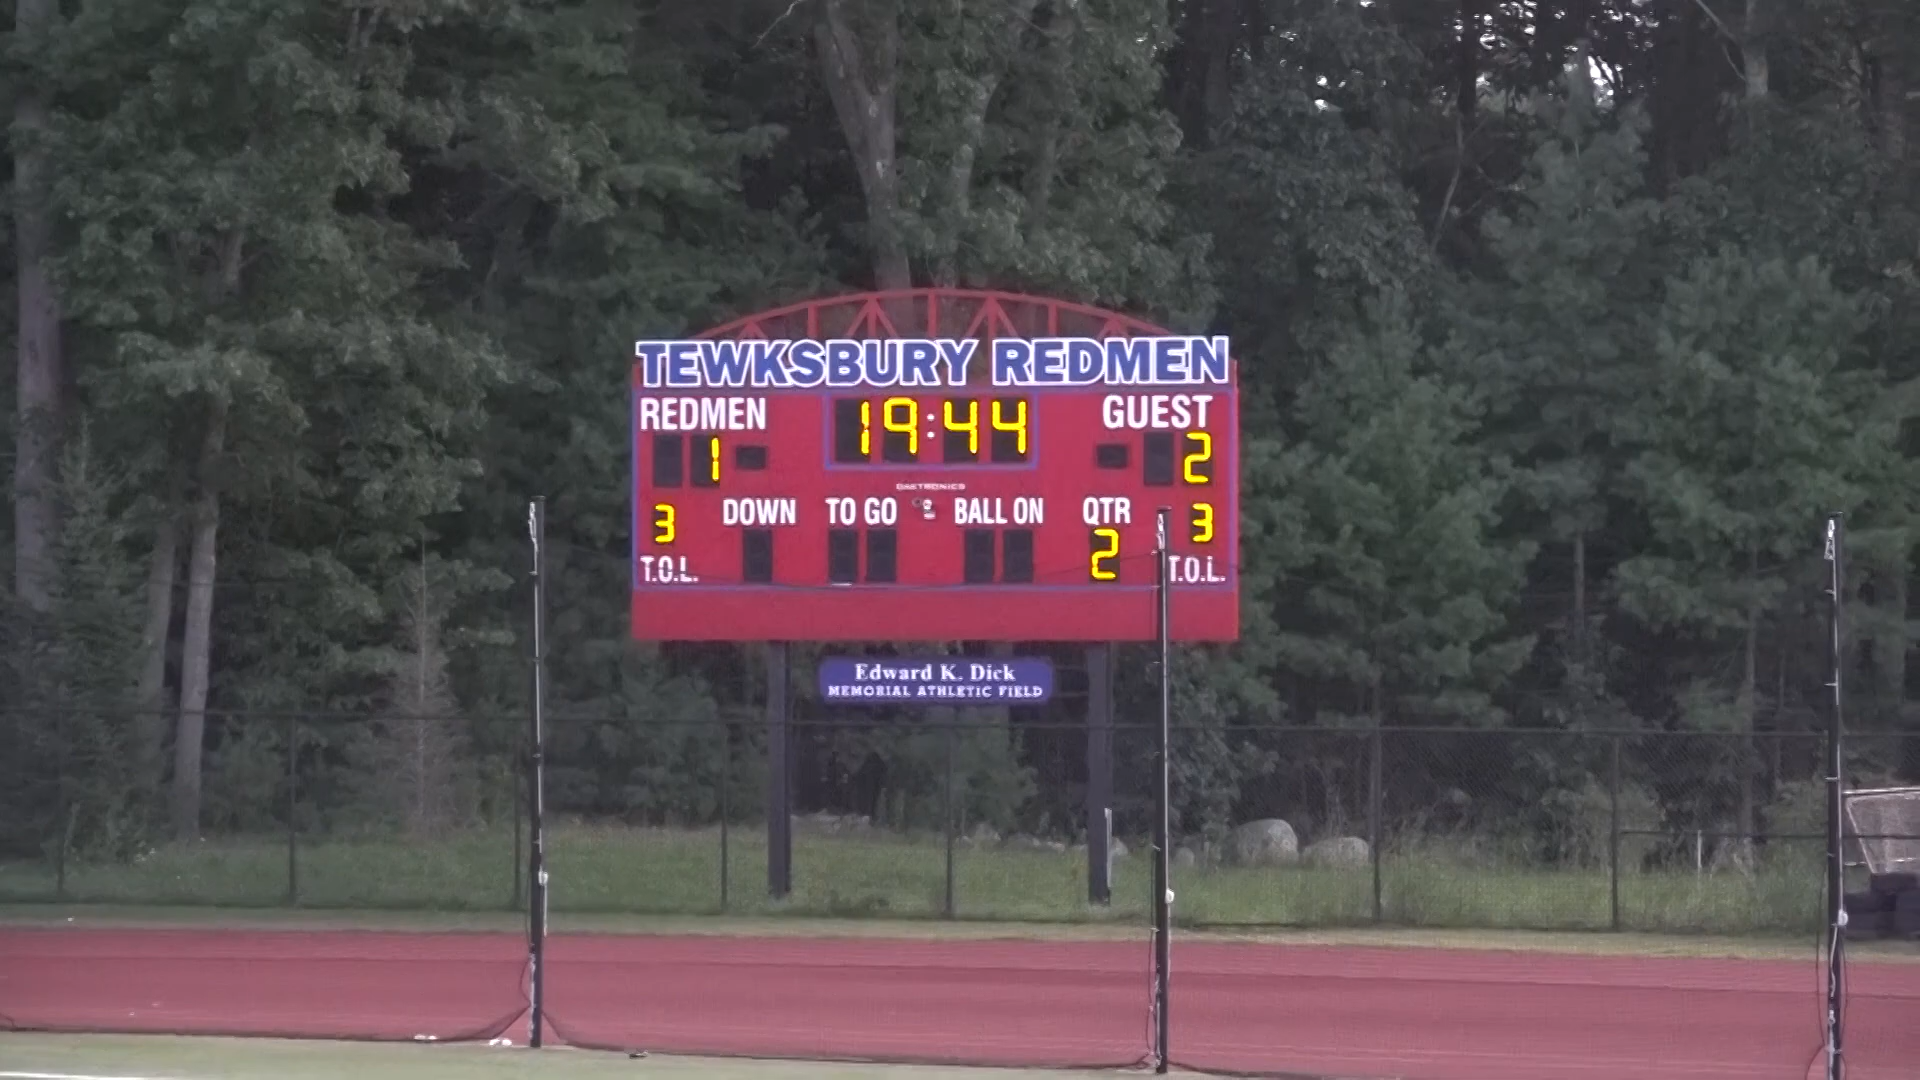 TEWKSBURY REDMEN
REDMEN 19:44 GUEST
1 2
DAKTRONICS
3 DOWN TO GO BALL ON QTR 3
T.O.L. 2 T.O.L.
Edward K. Dick
MEMORIAL ATHLETIC FIELD